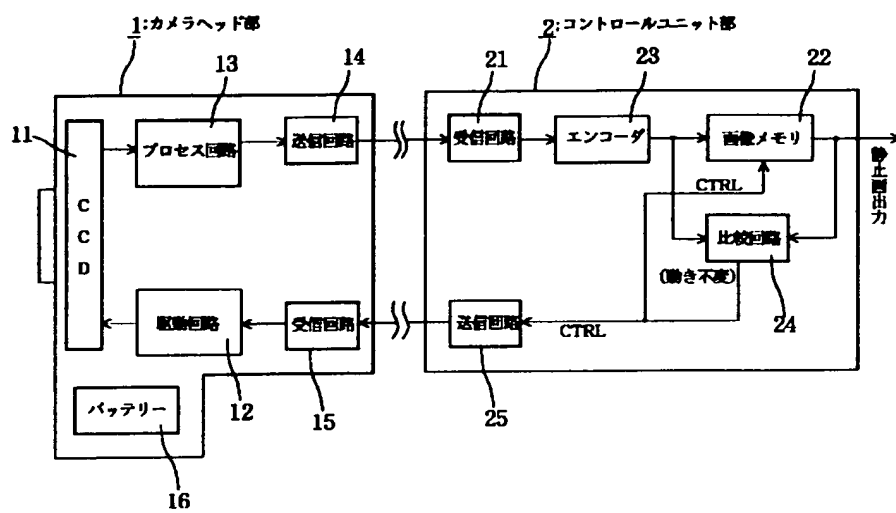 1:カメラヘッド部
2:コントロールユニット部
14
13
21
23
22
11
プロセス回路
送信回路
受信回路
エンコーダ
画像メモリ
静止画出力
CTRL
CCD
比較回路
(動き不変)
駆動回路
受信回路
送信回路
CTRL
24
12
15
25
バッテリー
16